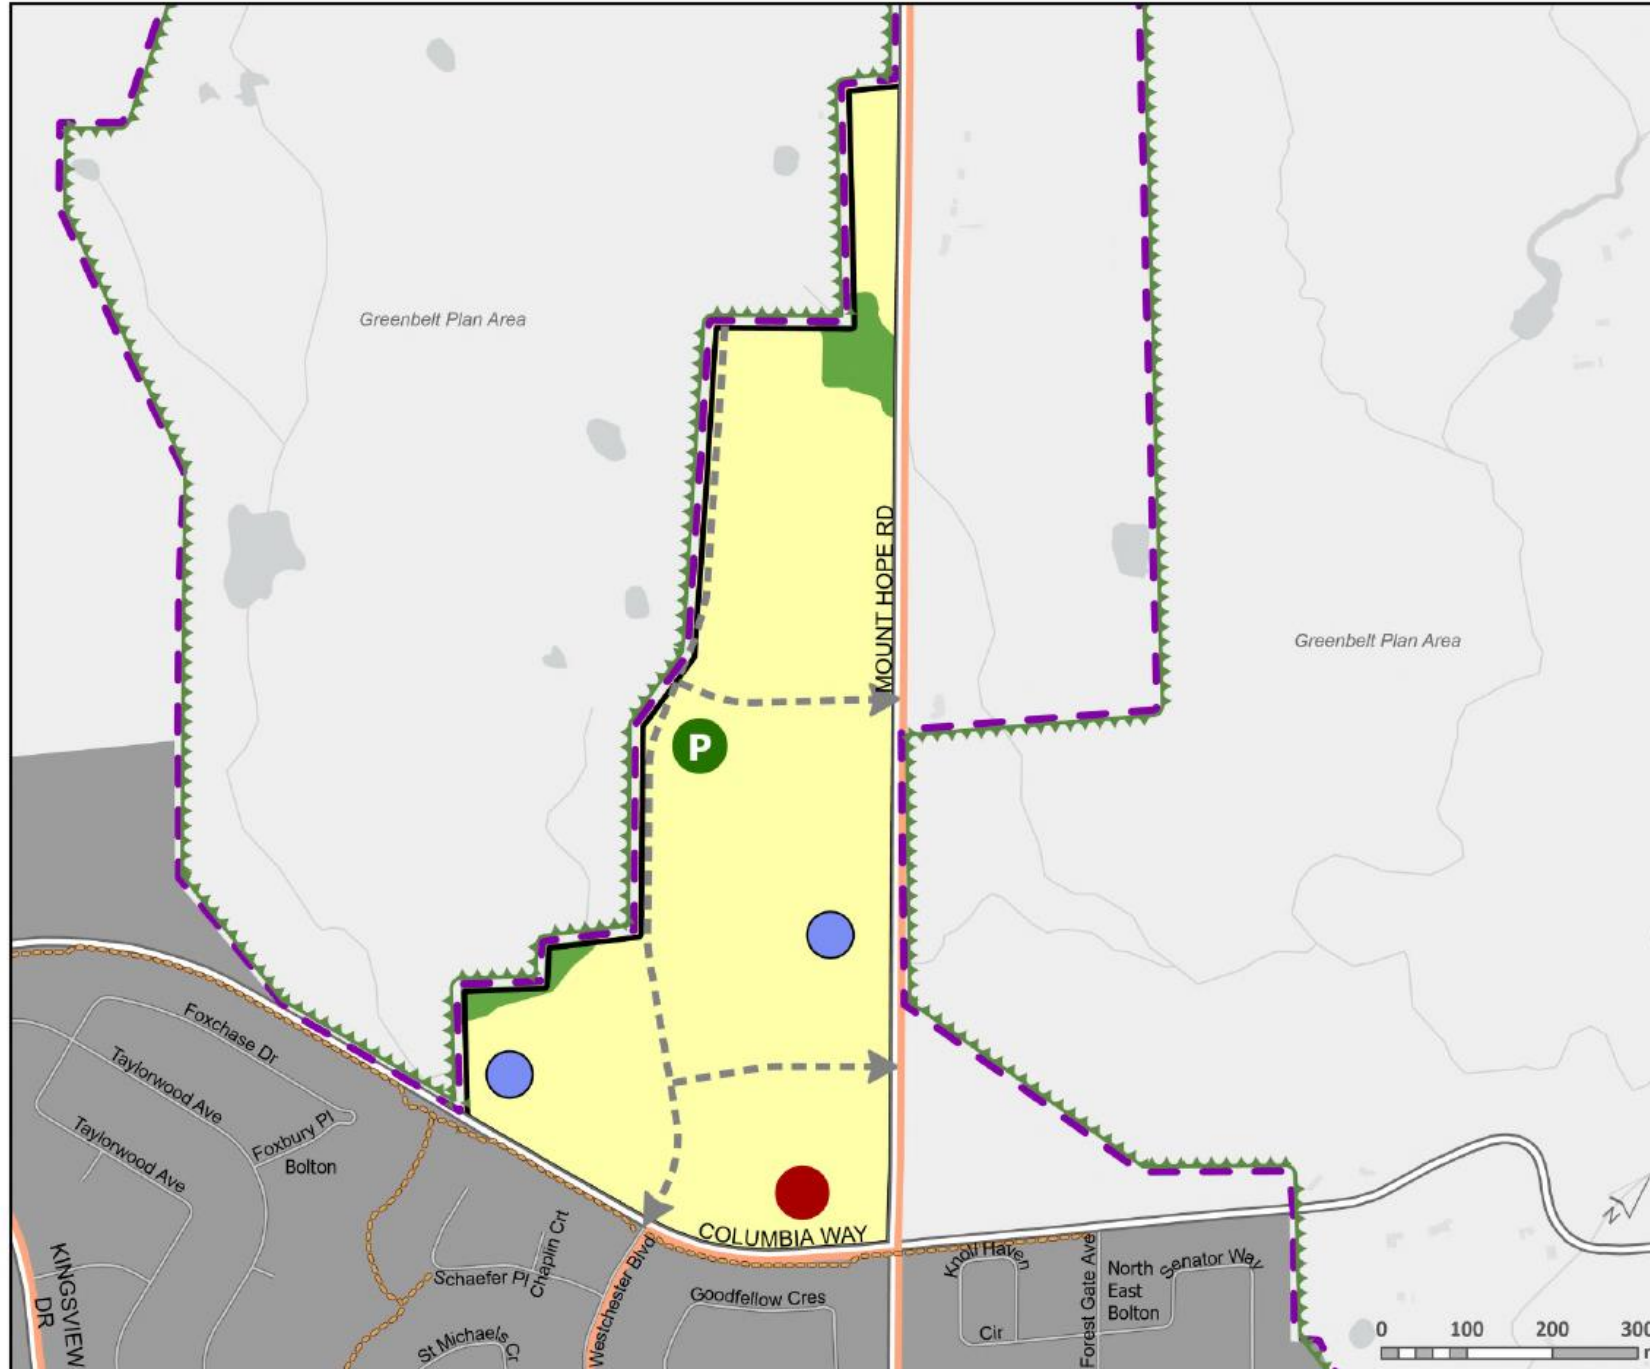 Greenbelt Plan Area
MOUNT HOPE RD
Greenbelt Plan Area
P
Foxchase Dr
Taylorwood Ave
Foxbury Pl
Taylorwood Ave
Bolton
COLUMBIA WAY
KINGSVIEW
DR
Schaefer Pl
Chaplin Crt
Westchester Blvd
Goodfellow Cres
St Michaels Cr
Knoll Haven
Cir
Forest Gate Ave
North
East
Bolton
Senator Way
N
0 100 200 300